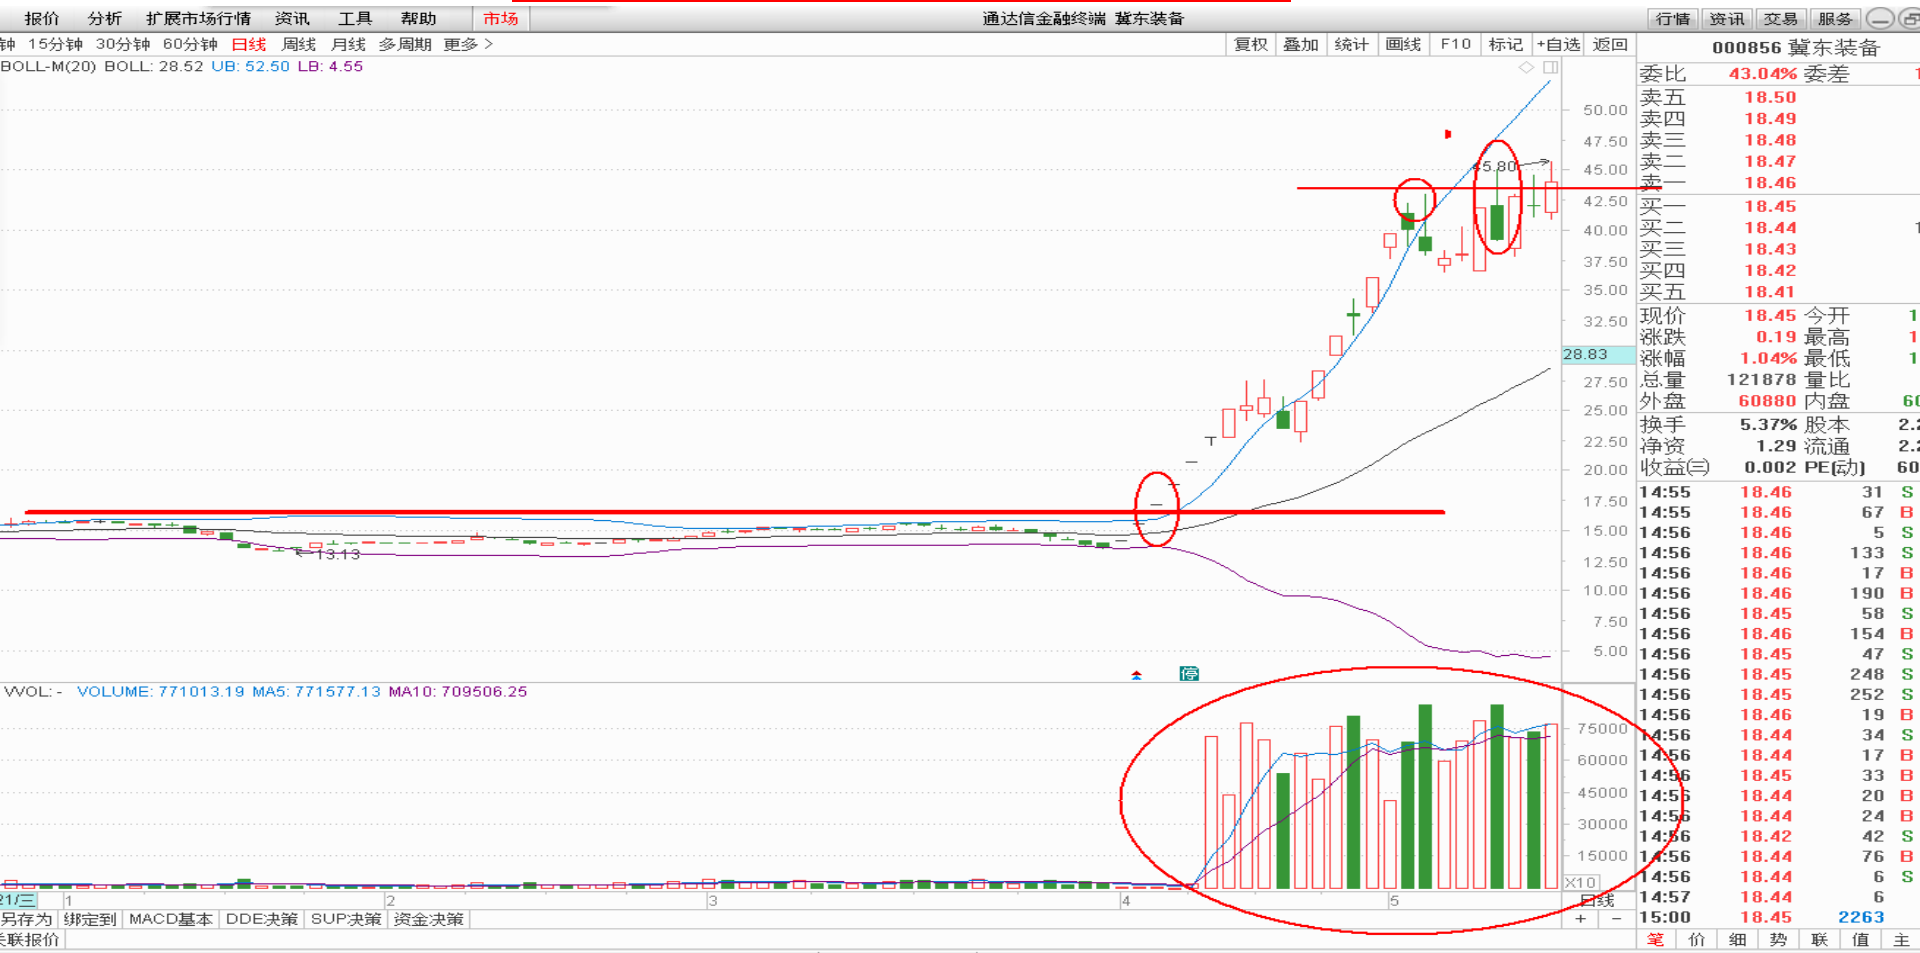 报价 分析 扩展市场行情 资讯 工具 帮助 市场 通达信金融终端 冀东装备 行情 资讯 交易 服务
钟 15分钟 30分钟 60分钟 日线 周线 月线 多周期 更多 > 复权 叠加 统计 画线 F10 标记 +自选 返回
BOLL-M(20) BOLL: 28.52 UB: 52.50 LB: 4.55
50.00
47.50
45.00
42.50
40.00
37.50
35.00
32.50
28.83
27.50
25.00
22.50
20.00
17.50
15.00
12.50
10.00
7.50
5.00
45.80
13.13
停
VVOL: - VOLUME: 771013.19 MA5: 771577.13 MA10: 709506.25
75000
60000
45000
30000
15000
X10
21/三 1 2 3 4 5 日线
另存为 绑定到 MACD基本 DDE决策 SUP决策 资金决策 + -
关联报价
000856 冀东装备
委比 43.04% 委差 1
卖五 18.50
卖四 18.49
卖三 18.48
卖二 18.47
卖一 18.46
买一 18.45
买二 18.44 1
买三 18.43
买四 18.42
买五 18.41
现价 18.45 今开 1
涨跌 0.19 最高 1
涨幅 1.04% 最低 1
总量 121878 量比
外盘 60880 内盘 60
换手 5.37% 股本 2.2
净资 1.29 流通 2.2
收益(三) 0.002 PE(动) 60
14:55 18.46 31 S
14:55 18.46 67 B
14:56 18.46 5 S
14:56 18.46 133 S
14:56 18.46 17 B
14:56 18.46 190 B
14:56 18.45 58 S
14:56 18.46 154 B
14:56 18.45 47 S
14:56 18.45 248 S
14:56 18.45 252 S
14:56 18.46 19 B
14:56 18.44 34 S
14:56 18.44 17 B
14:56 18.45 33 B
14:56 18.44 20 B
14:56 18.44 24 B
14:56 18.42 42 S
14:56 18.44 76 B
14:56 18.44 6 S
14:57 18.44 6
15:00 18.45 2263
笔 价 细 势 联 值 主